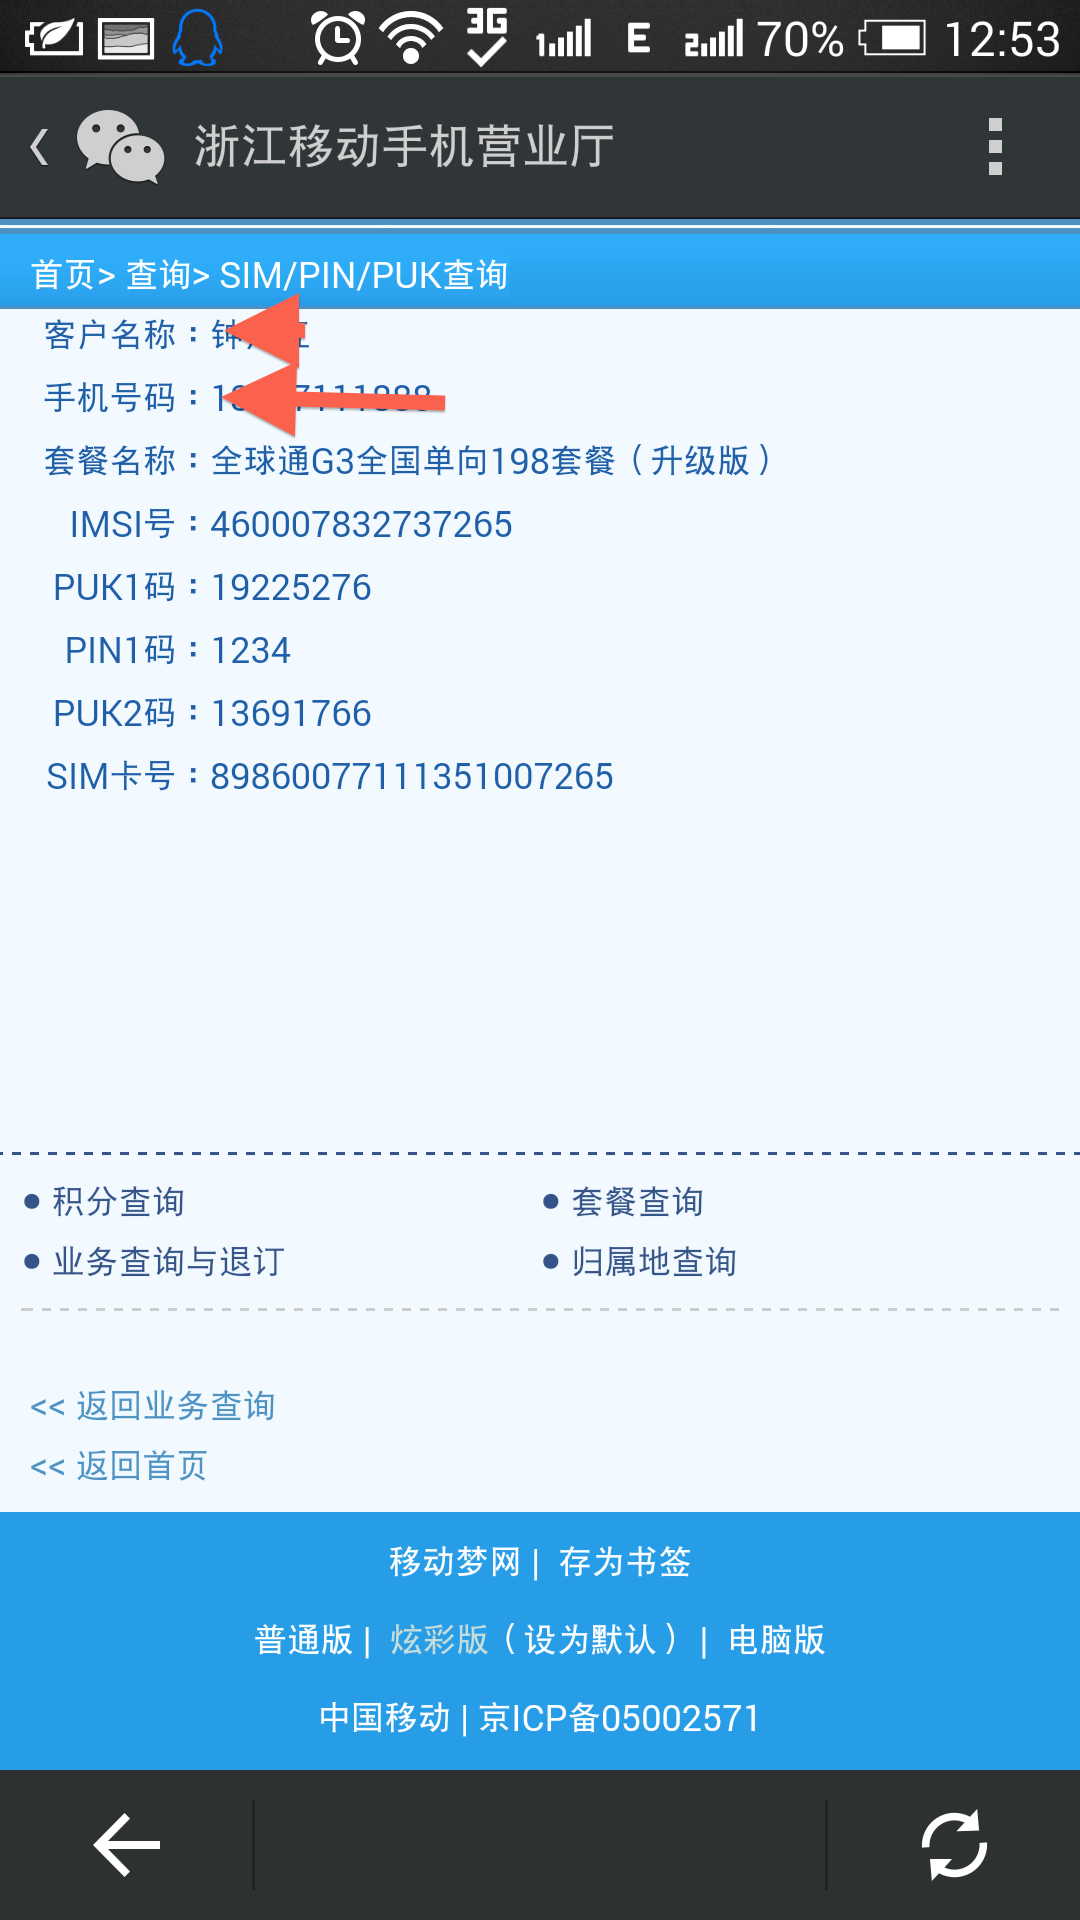 3G
1
E
2
70%
12:53
浙江移动手机营业厅
首页> 查询> SIM/PIN/PUK查询
客户名称：
手机号码：
套餐名称：全球通G3全国单向198套餐（升级版）
IMSI号：460007832737265
PUK1码：19225276
PIN1码：1234
PUK2码：13691766
SIM卡号：89860077111351007265
积分查询
套餐查询
业务查询与退订
归属地查询
<< 返回业务查询
<< 返回首页
移动梦网 | 存为书签
普通版 | 炫彩版（设为默认） | 电脑版
中国移动 | 京ICP备05002571